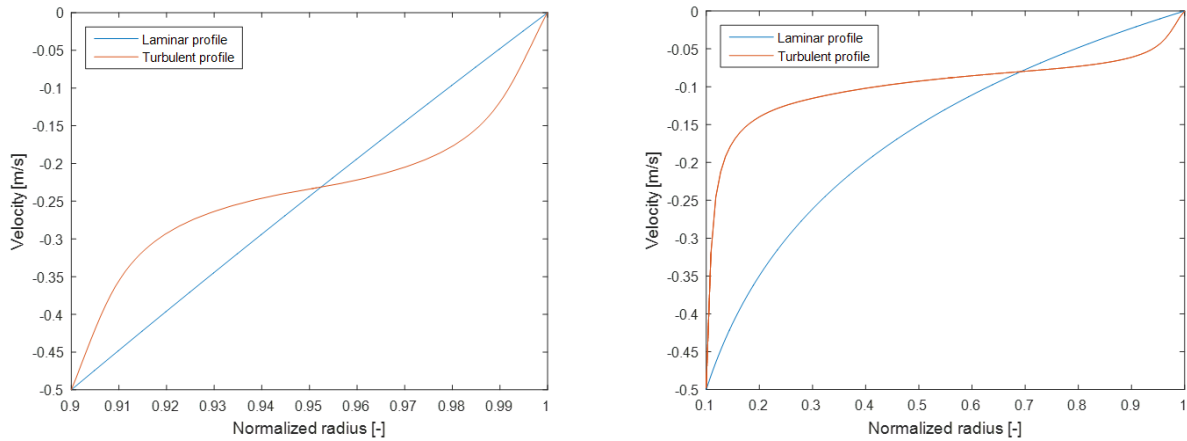 Laminar profile
Turbulent profile
0
-0.05
-0.1
-0.15
-0.2
-0.25
-0.3
-0.35
-0.4
-0.45
-0.5
Velocity [m/s]
0.9 0.91 0.92 0.93 0.94 0.95 0.96 0.97 0.98 0.99 1
Normalized radius [-]
Laminar profile
Turbulent profile
0
-0.05
-0.1
-0.15
-0.2
-0.25
-0.3
-0.35
-0.4
-0.45
-0.5
Velocity [m/s]
0.1 0.2 0.3 0.4 0.5 0.6 0.7 0.8 0.9 1
Normalized radius [-]